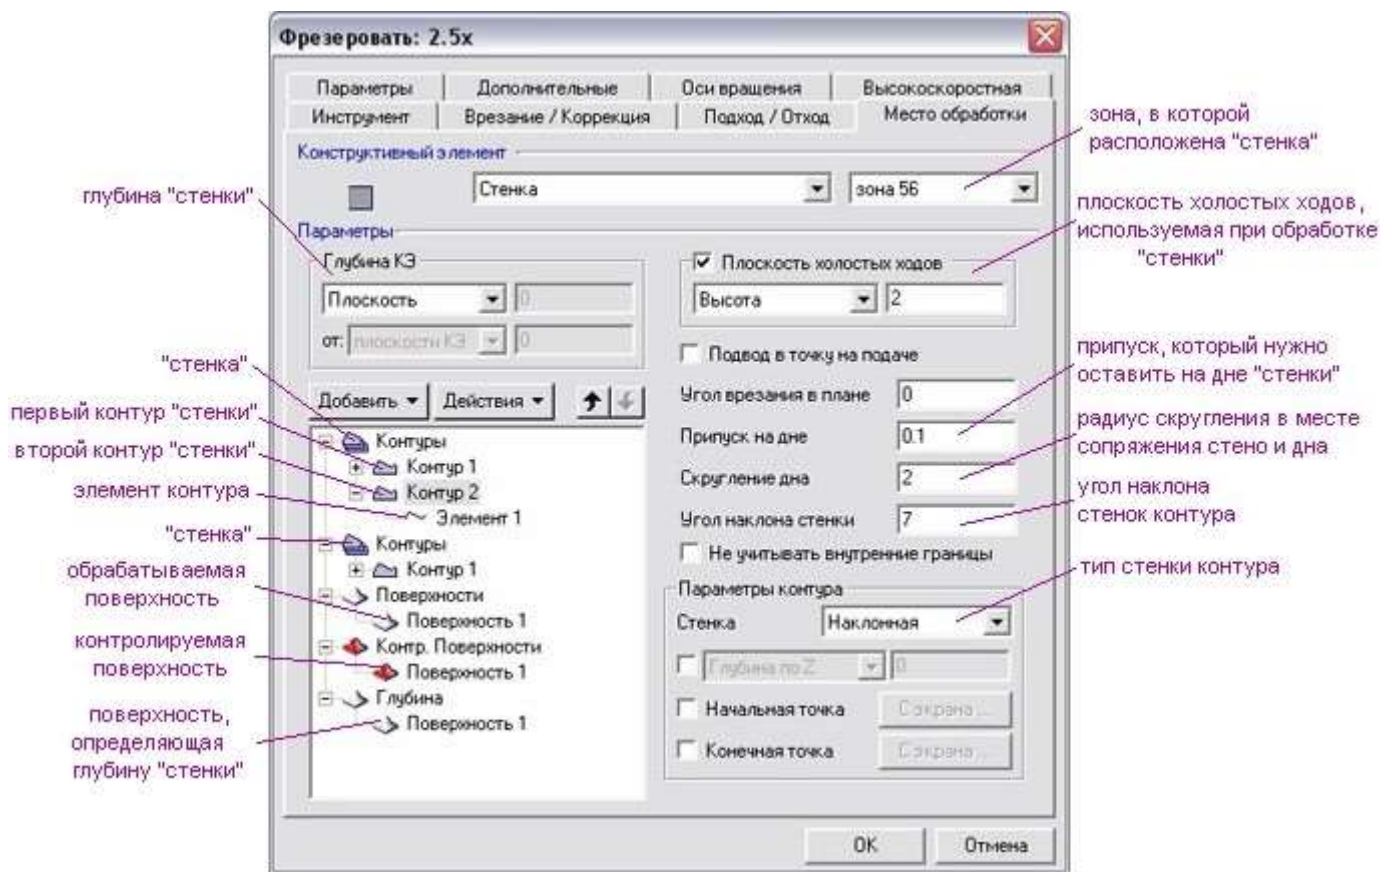 Фрезеровать: 2.5x
Параметры Дополнительные Оси вращения Высокоскоростная
Инструмент Врезание / Коррекция Подход / Отход Место обработки
Конструктивный элемент
Стенка зона 56
Параметры
Глубина КЭ
Плоскость 0
от: плоскости КЭ 0
Добавить Действия
Контуры
Контур 1
Контур 2
Элемент 1
Контуры
Контур 1
Поверхности
Поверхность 1
Контр. Поверхности
Поверхность 1
Глубина
Поверхность 1
Плоскость холостых ходов
Высота 2
Подвод в точку на подаче
Угол врезания в плане 0
Припуск на дне 0.1
Скругление дна 2
Угол наклона стенки 7
Не учитывать внутренние границы
Параметры контура
Стенка Наклонная
Глубина по Z 0
Начальная точка С экрана ...
Конечная точка С экрана ...
OK Отмена
глубина "стенки"
"стенка"
первый контур "стенки"
второй контур "стенки"
элемент контура
"стенка"
обрабатываемая
поверхность
контролируемая
поверхность
поверхность,
определяющая
глубину "стенки"
зона, в которой
расположена "стенка"
плоскость холостых ходов,
используемая при обработке
"стенки"
припуск, который нужно
оставить на дне "стенки"
радиус скругления в месте
сопряжения стено и дна
угол наклона
стенок контура
тип стенки контура